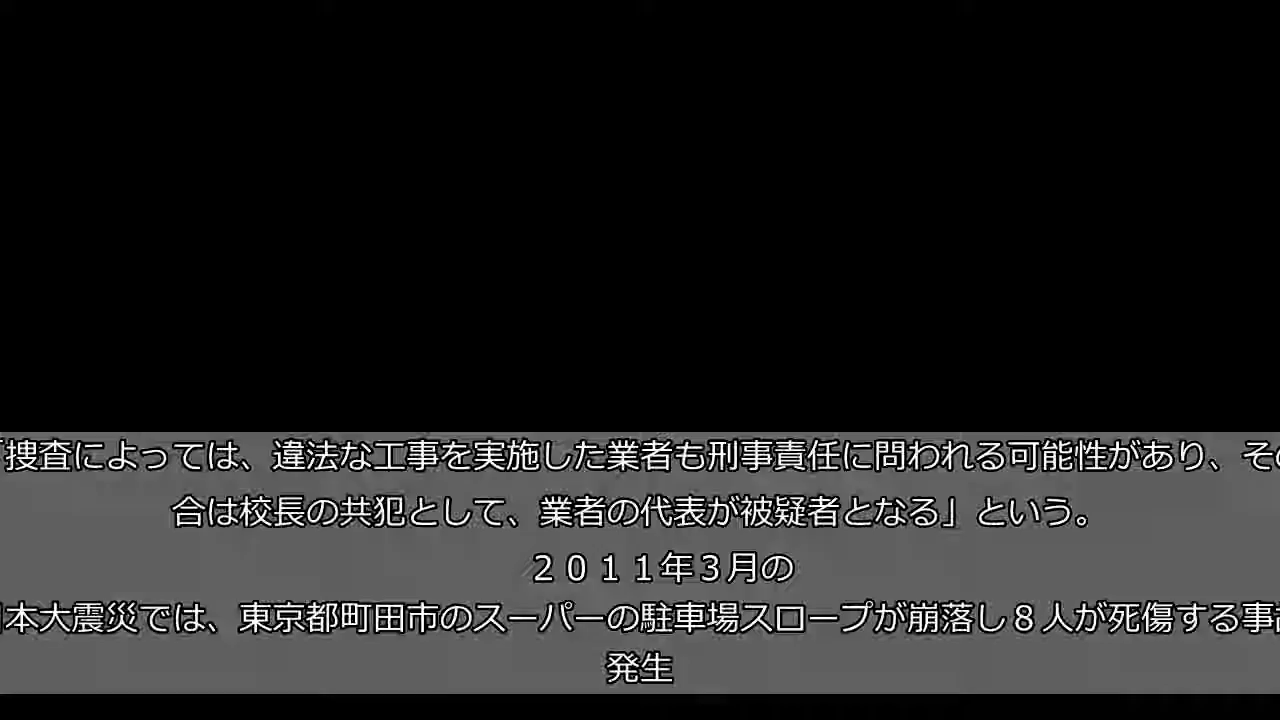 「捜査によっては、違法な工事を実施した業者も刑事責任に問われる可能性があり、その
合は校長の共犯として、業者の代表が被疑者となる」という。
２０１１年３月の
本大震災では、東京都町田市のスーパーの駐車場スロープが崩落し８人が死傷する事
発生